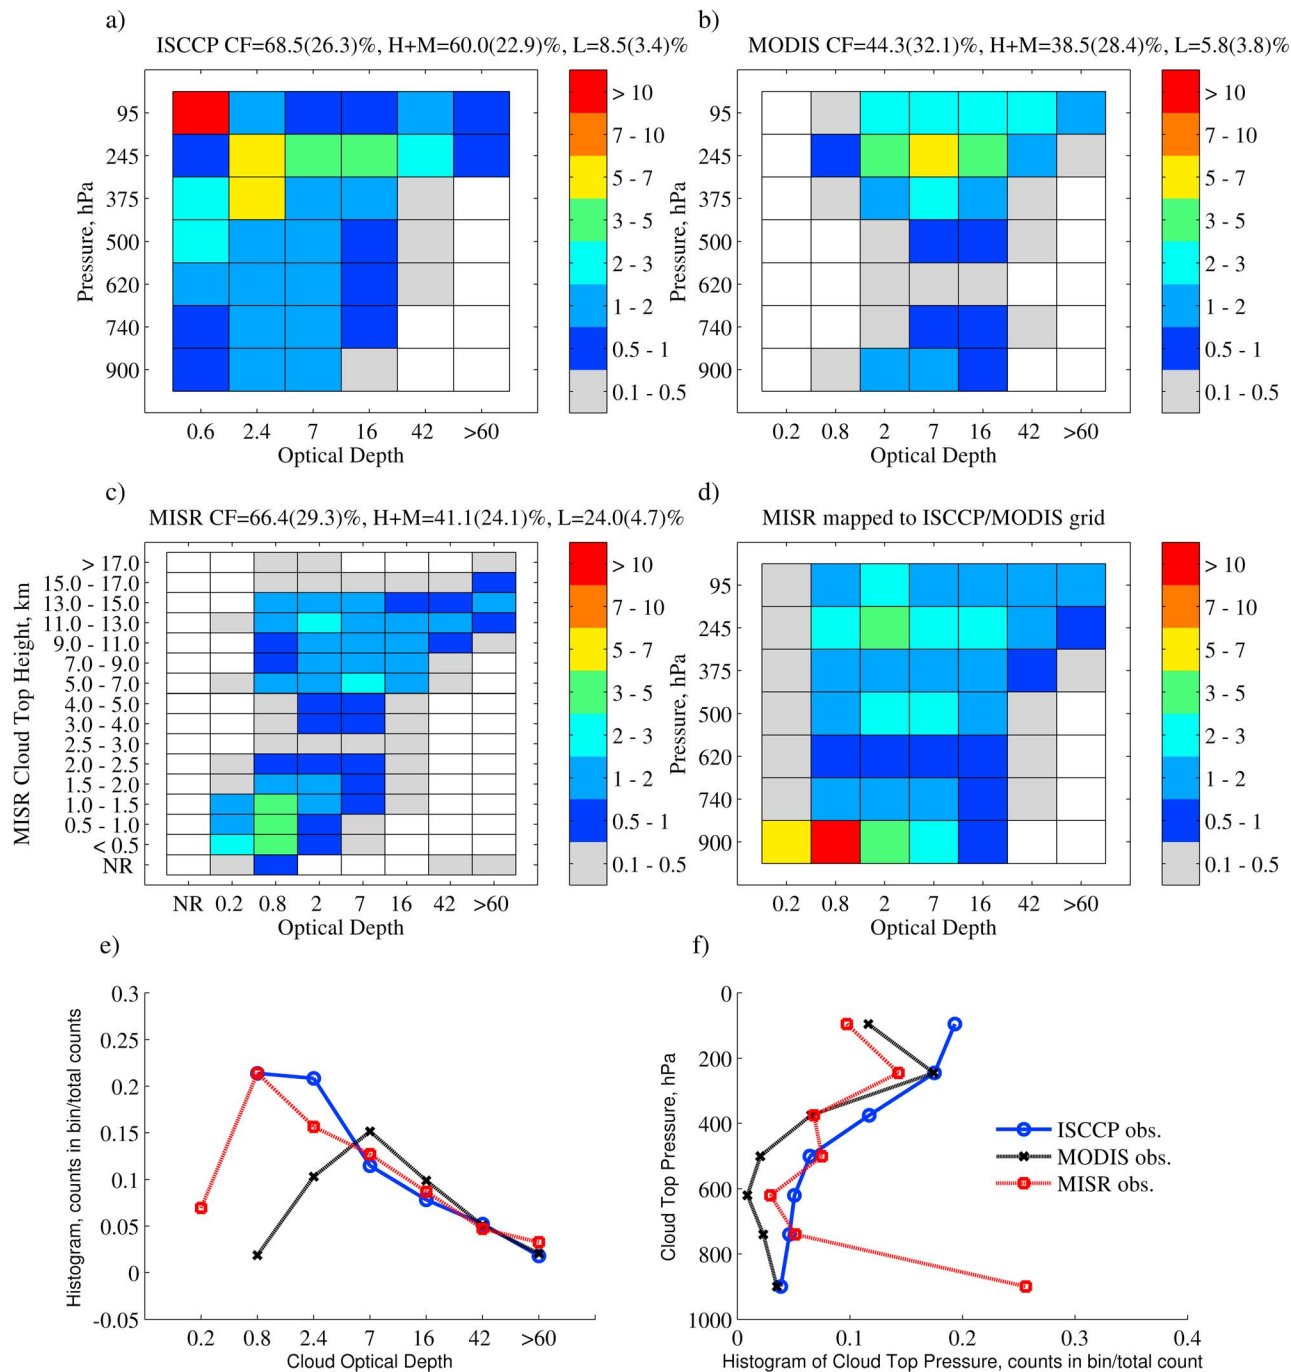 a)
ISCCP CF=68.5(26.3)%, H+M=60.0(22.9)%, L=8.5(3.4)%
95
245
375
500
620
740
900
Pressure, hPa
0.6 2.4 7 16 42 >60
Optical Depth
> 10
7 - 10
5 - 7
3 - 5
2 - 3
1 - 2
0.5 - 1
0.1 - 0.5
b)
MODIS CF=44.3(32.1)%, H+M=38.5(28.4)%, L=5.8(3.8)%
95
245
375
500
620
740
900
Pressure, hPa
0.2 0.8 2 7 16 42 >60
Optical Depth
> 10
7 - 10
5 - 7
3 - 5
2 - 3
1 - 2
0.5 - 1
0.1 - 0.5
c)
MISR CF=66.4(29.3)%, H+M=41.1(24.1)%, L=24.0(4.7)%
MISR Cloud Top Height, km
> 17.0
15.0 - 17.0
13.0 - 15.0
11.0 - 13.0
9.0 - 11.0
7.0 - 9.0
5.0 - 7.0
4.0 - 5.0
3.0 - 4.0
2.5 - 3.0
2.0 - 2.5
1.5 - 2.0
1.0 - 1.5
0.5 - 1.0
< 0.5
NR
NR 0.2 0.8 2 7 16 42 >60
Optical Depth
> 10
7 - 10
5 - 7
3 - 5
2 - 3
1 - 2
0.5 - 1
0.1 - 0.5
d)
MISR mapped to ISCCP/MODIS grid
95
245
375
500
620
740
900
Pressure, hPa
0.2 0.8 2 7 16 42 >60
Optical Depth
> 10
7 - 10
5 - 7
3 - 5
2 - 3
1 - 2
0.5 - 1
0.1 - 0.5
e)
Histogram, counts in bin/total counts
0.3
0.25
0.2
0.15
0.1
0.05
0
-0.05
0.2 0.8 2.4 7 16 42 >60
Cloud Optical Depth
f)
Cloud Top Pressure, hPa
0
200
400
600
800
1000
ISCCP obs.
MODIS obs.
MISR obs.
0 0.1 0.2 0.3 0.4
Histogram of Cloud Top Pressure, counts in bin/total count